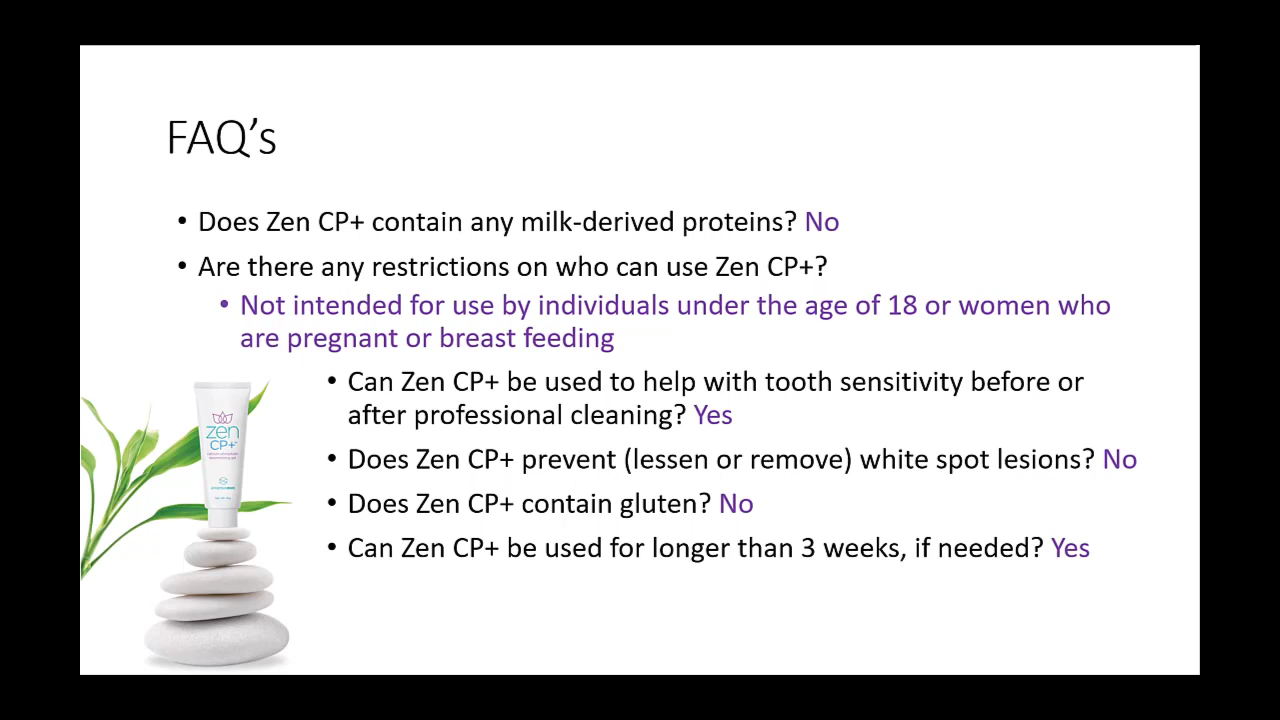 FAQ’s
• Does Zen CP+ contain any milk-derived proteins? No
• Are there any restrictions on who can use Zen CP+?
• Not intended for use by individuals under the age of 18 or women who
are pregnant or breast feeding
• Can Zen CP+ be used to help with tooth sensitivity before or
after professional cleaning? Yes
• Does Zen CP+ prevent (lessen or remove) white spot lesions? No
• Does Zen CP+ contain gluten? No
• Can Zen CP+ be used for longer than 3 weeks, if needed? Yes
zen
CP+